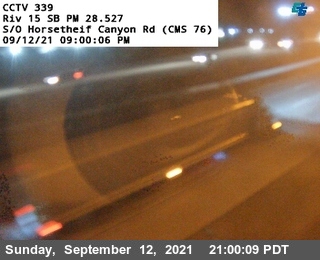 CCTV 339
Riv 15 SB PM 28.527
S/O Horsetheif Canyon Rd (CMS 76)
09/12/21 09:00:06 PM
Sunday, September 12, 2021 21:00:09 PDT